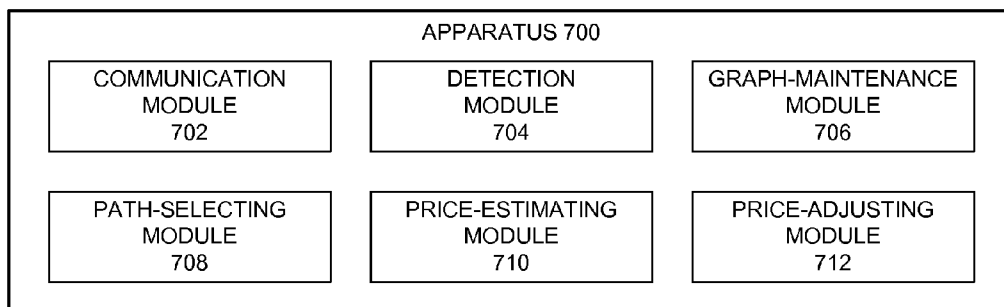 APPARATUS 700
COMMUNICATION
MODULE
702
DETECTION
MODULE
704
GRAPH-MAINTENANCE
MODULE
706
PATH-SELECTING
MODULE
708
PRICE-ESTIMATING
MODULE
710
PRICE-ADJUSTING
MODULE
712